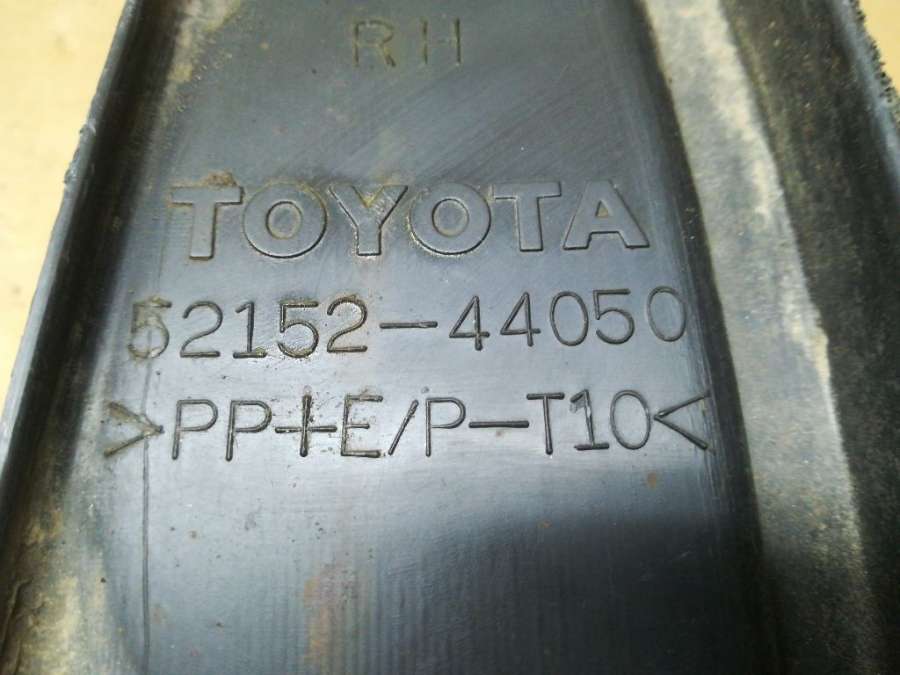 RH
TOYOTA
52152-44050
>PP+E/P-T10<